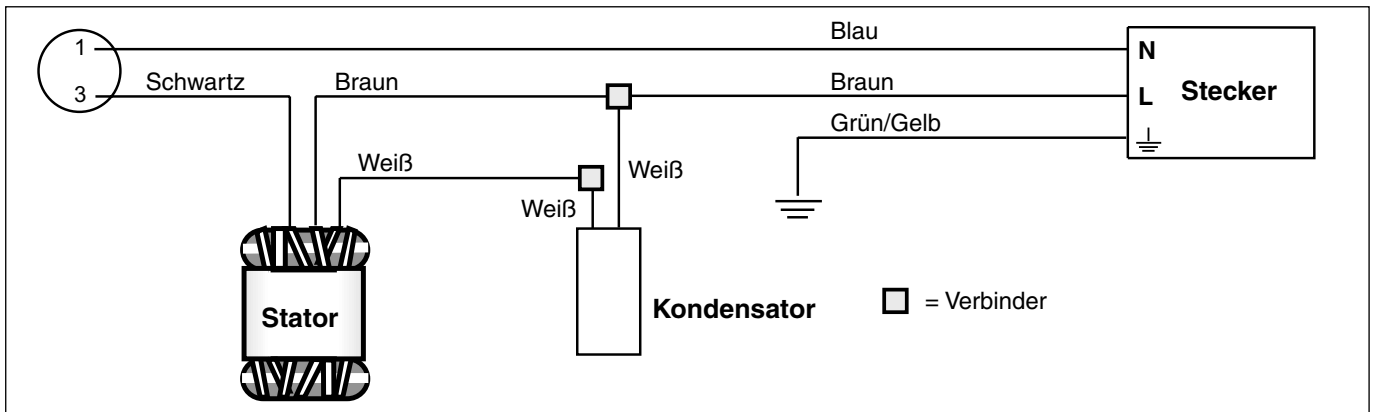 1
Blau
N
3
Schwartz
Braun
Braun
L
Stecker
Grün/Gelb
Weiß
Weiß
Weiß
Stator
Kondensator
= Verbinder